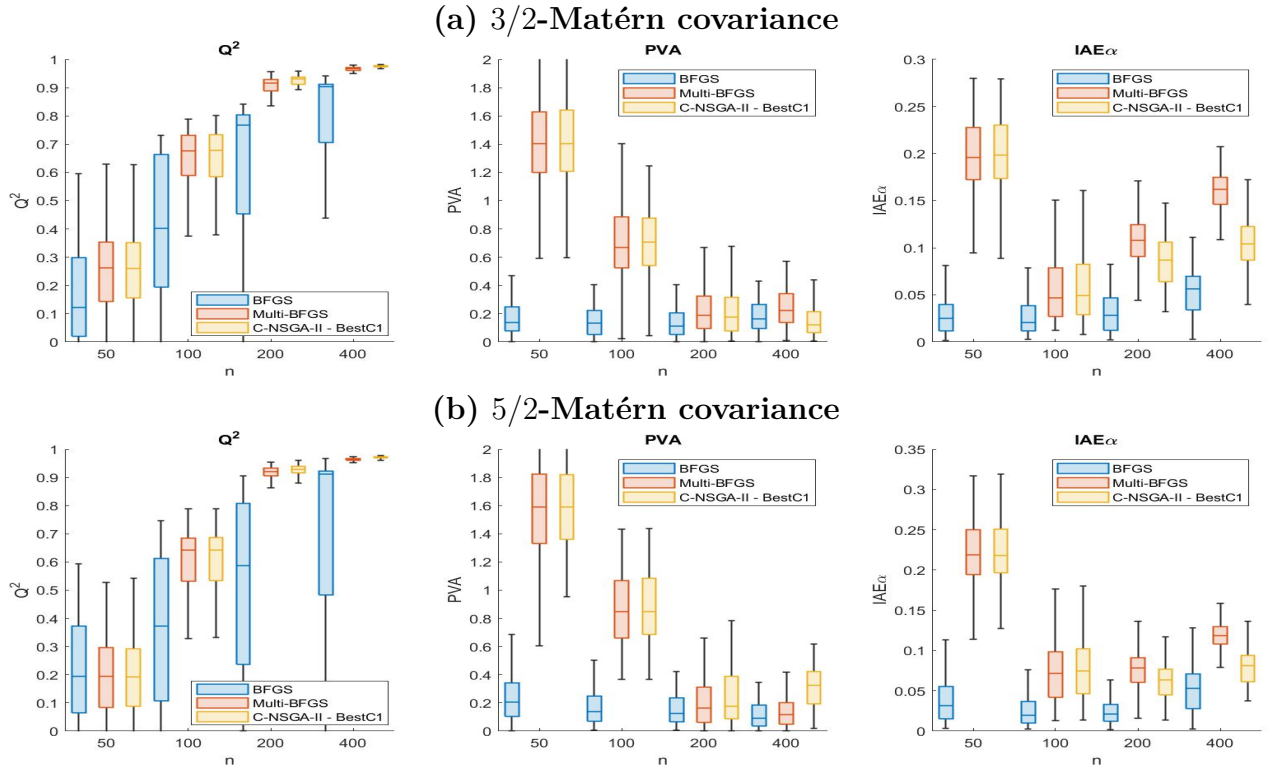 (a) 3/2-Matérn covariance
Q²
1
0.9
0.8
0.7
0.6
0.5
0.4
0.3
0.2
0.1
0
Q²
50
100
200
400
n
BFGS
Multi-BFGS
C-NSGA-II - BestC1
PVA
2
1.8
1.6
1.4
1.2
1
0.8
0.6
0.4
0.2
0
PVA
50
100
200
400
n
BFGS
Multi-BFGS
C-NSGA-II - BestC1
IAEα
0.3
0.25
0.2
0.15
0.1
0.05
0
IAEα
50
100
200
400
n
BFGS
Multi-BFGS
C-NSGA-II - BestC1
(b) 5/2-Matérn covariance
Q²
1
0.9
0.8
0.7
0.6
0.5
0.4
0.3
0.2
0.1
0
Q²
50
100
200
400
n
BFGS
Multi-BFGS
C-NSGA-II - BestC1
PVA
2
1.8
1.6
1.4
1.2
1
0.8
0.6
0.4
0.2
0
PVA
50
100
200
400
n
BFGS
Multi-BFGS
C-NSGA-II - BestC1
IAEα
0.35
0.3
0.25
0.2
0.15
0.1
0.05
0
IAEα
50
100
200
400
n
BFGS
Multi-BFGS
C-NSGA-II - BestC1